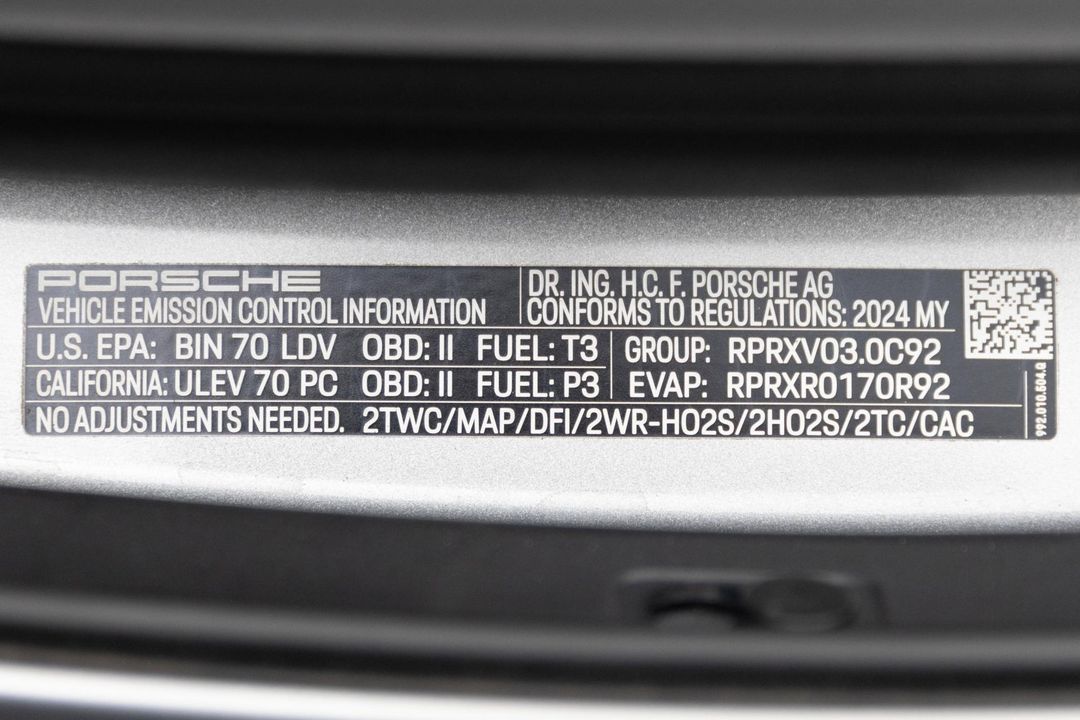 PORSCHE
VEHICLE EMISSION CONTROL INFORMATION
DR. ING. H.C. F. PORSCHE AG
CONFORMS TO REGULATIONS: 2024 MY
U.S. EPA: BIN 70 LDV OBD: II FUEL: T3
CALIFORNIA: ULEV 70 PC OBD: II FUEL: P3
GROUP: RPRXV03.0C92
EVAP: RPRXR0170R92
NO ADJUSTMENTS NEEDED. 2TWC/MAP/DFI/2WR-HO2S/2HO2S/2TC/CAC